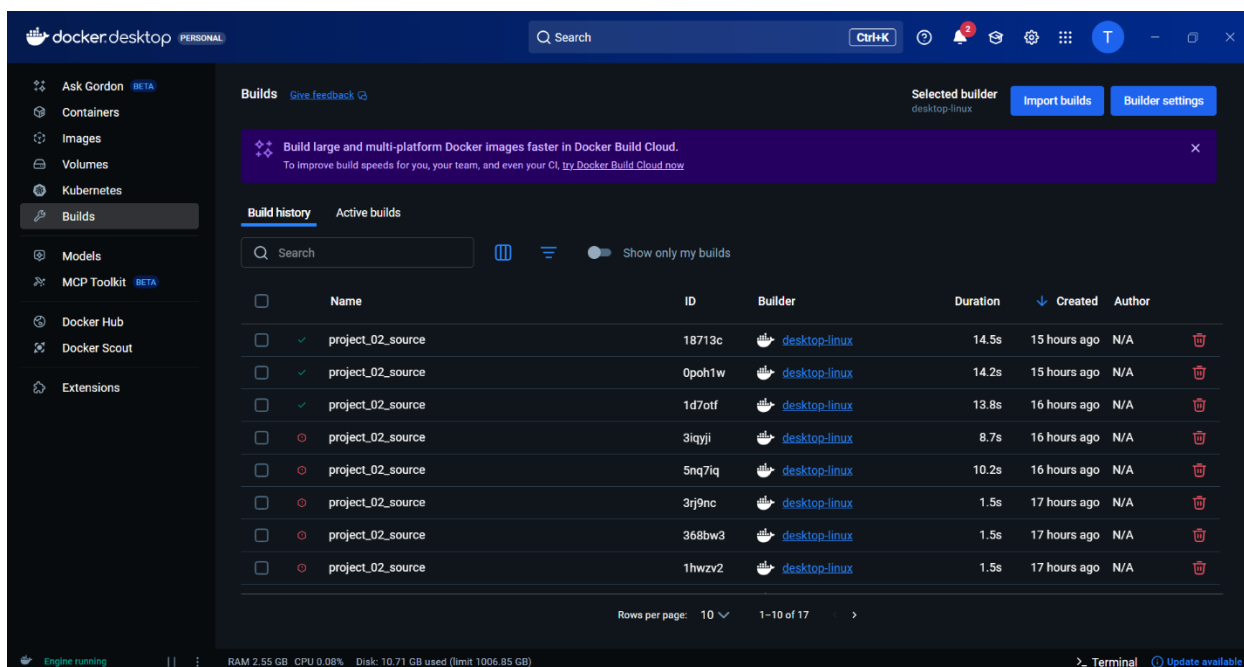 docker.desktop PERSONAL Search Ctrl+K 2 T
Ask Gordon BETA
Containers
Images
Volumes
Kubernetes
Builds
Models
MCP Toolkit BETA
Docker Hub
Docker Scout
Extensions
Builds Give feedback
Selected builder
desktop-linux
Import builds
Builder settings
Build large and multi-platform Docker images faster in Docker Build Cloud.
To improve build speeds for you, your team, and even your CI, try Docker Build Cloud now
Build history Active builds
Search Show only my builds
Name ID Builder Duration Created Author
project_02_source 18713c desktop-linux 14.5s 15 hours ago N/A
project_02_source 0poh1w desktop-linux 14.2s 15 hours ago N/A
project_02_source 1d7otf desktop-linux 13.8s 16 hours ago N/A
project_02_source 3iqyji desktop-linux 8.7s 16 hours ago N/A
project_02_source 5nq7iq desktop-linux 10.2s 16 hours ago N/A
project_02_source 3rj9nc desktop-linux 1.5s 17 hours ago N/A
project_02_source 368bw3 desktop-linux 1.5s 17 hours ago N/A
project_02_source 1hwzv2 desktop-linux 1.5s 17 hours ago N/A
Rows per page: 10 1–10 of 17
Engine running RAM 2.55 GB CPU 0.08% Disk: 10.71 GB used (limit 1006.85 GB) >_ Terminal Update available